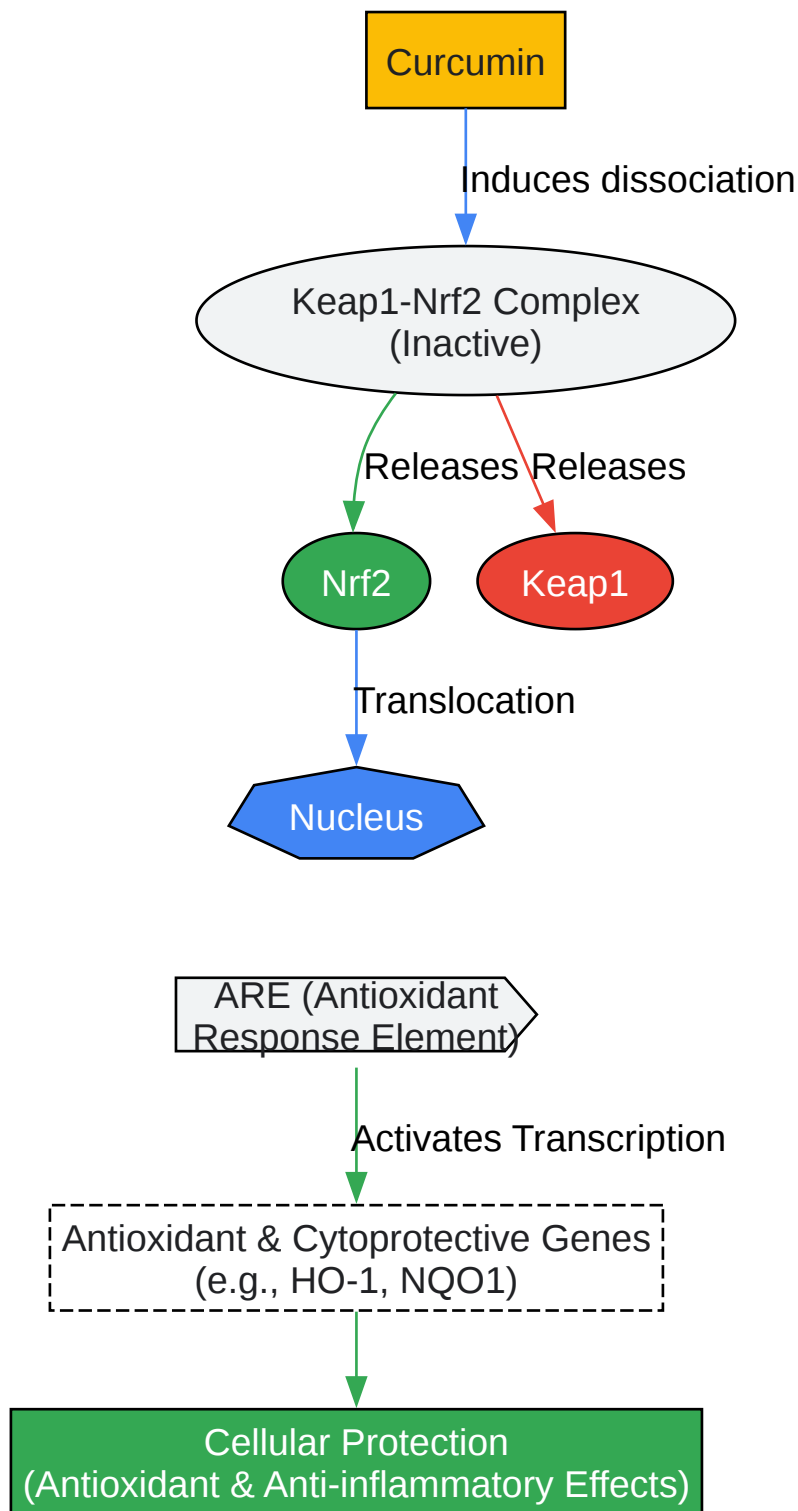 Curcumin
Induces dissociation
Keap1-Nrf2 Complex
(Inactive)
Releases
Releases
Nrf2
Keap1
Translocation
Nucleus
ARE (Antioxidant
Response Element)
Activates Transcription
Antioxidant & Cytoprotective Genes
(e.g., HO-1, NQO1)
Cellular Protection
(Antioxidant & Anti-inflammatory Effects)